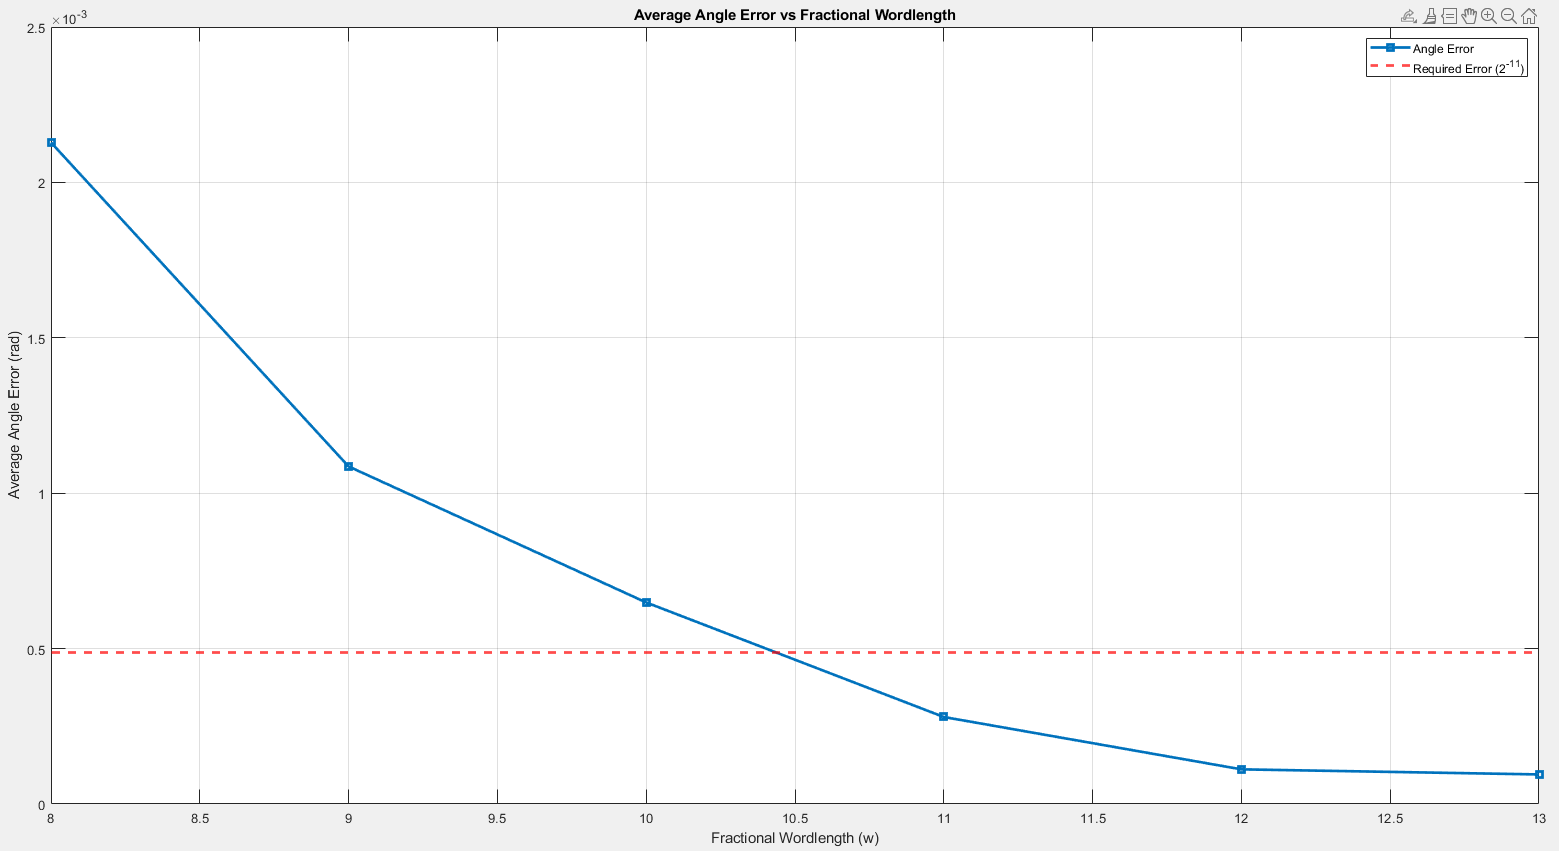 Average Angle Error vs Fractional Wordlength
×10-3
Angle Error
Required Error (2-11)
2.5
2
1.5
1
0.5
0
Average Angle Error (rad)
8 8.5 9 9.5 10 10.5 11 11.5 12 12.5 13
Fractional Wordlength (w)